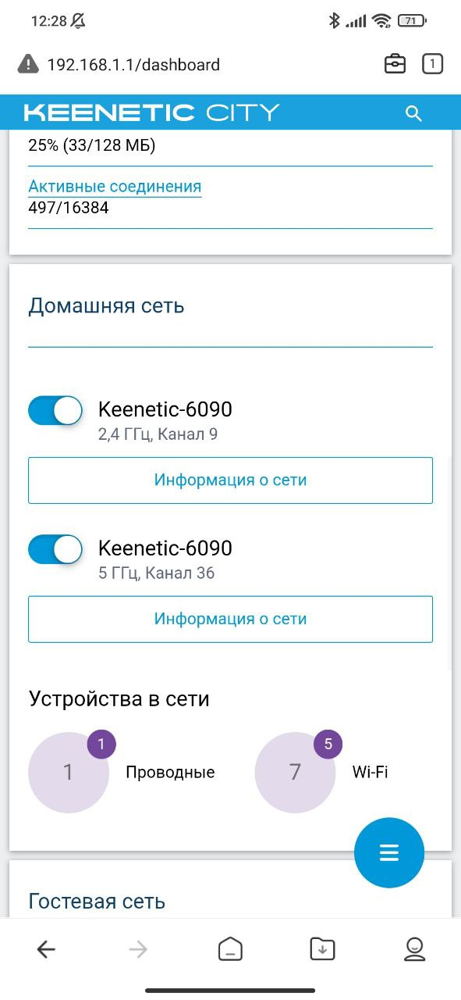 12:28
71
192.168.1.1/dashboard
1
KEENETIC CITY
25% (33/128 МБ)
Активные соединения
497/16384
Домашняя сеть
Keenetic-6090
2,4 ГГц, Канал 9
Информация о сети
Keenetic-6090
5 ГГц, Канал 36
Информация о сети
Устройства в сети
1
1
Проводные
5
7
Wi-Fi
Гостевая сеть